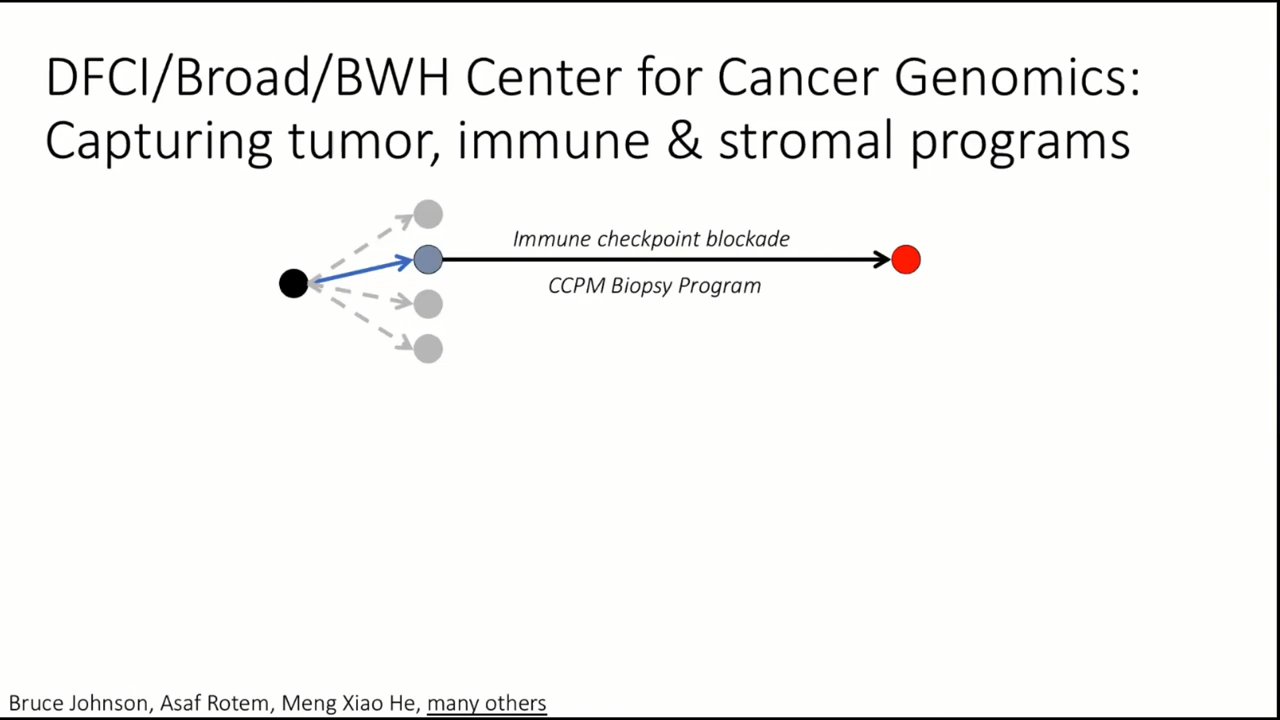 DFCI/Broad/BWH Center for Cancer Genomics:
Capturing tumor, immune & stromal programs
Immune checkpoint blockade
CCPM Biopsy Program
Bruce Johnson, Asaf Rotem, Meng Xiao He, many others